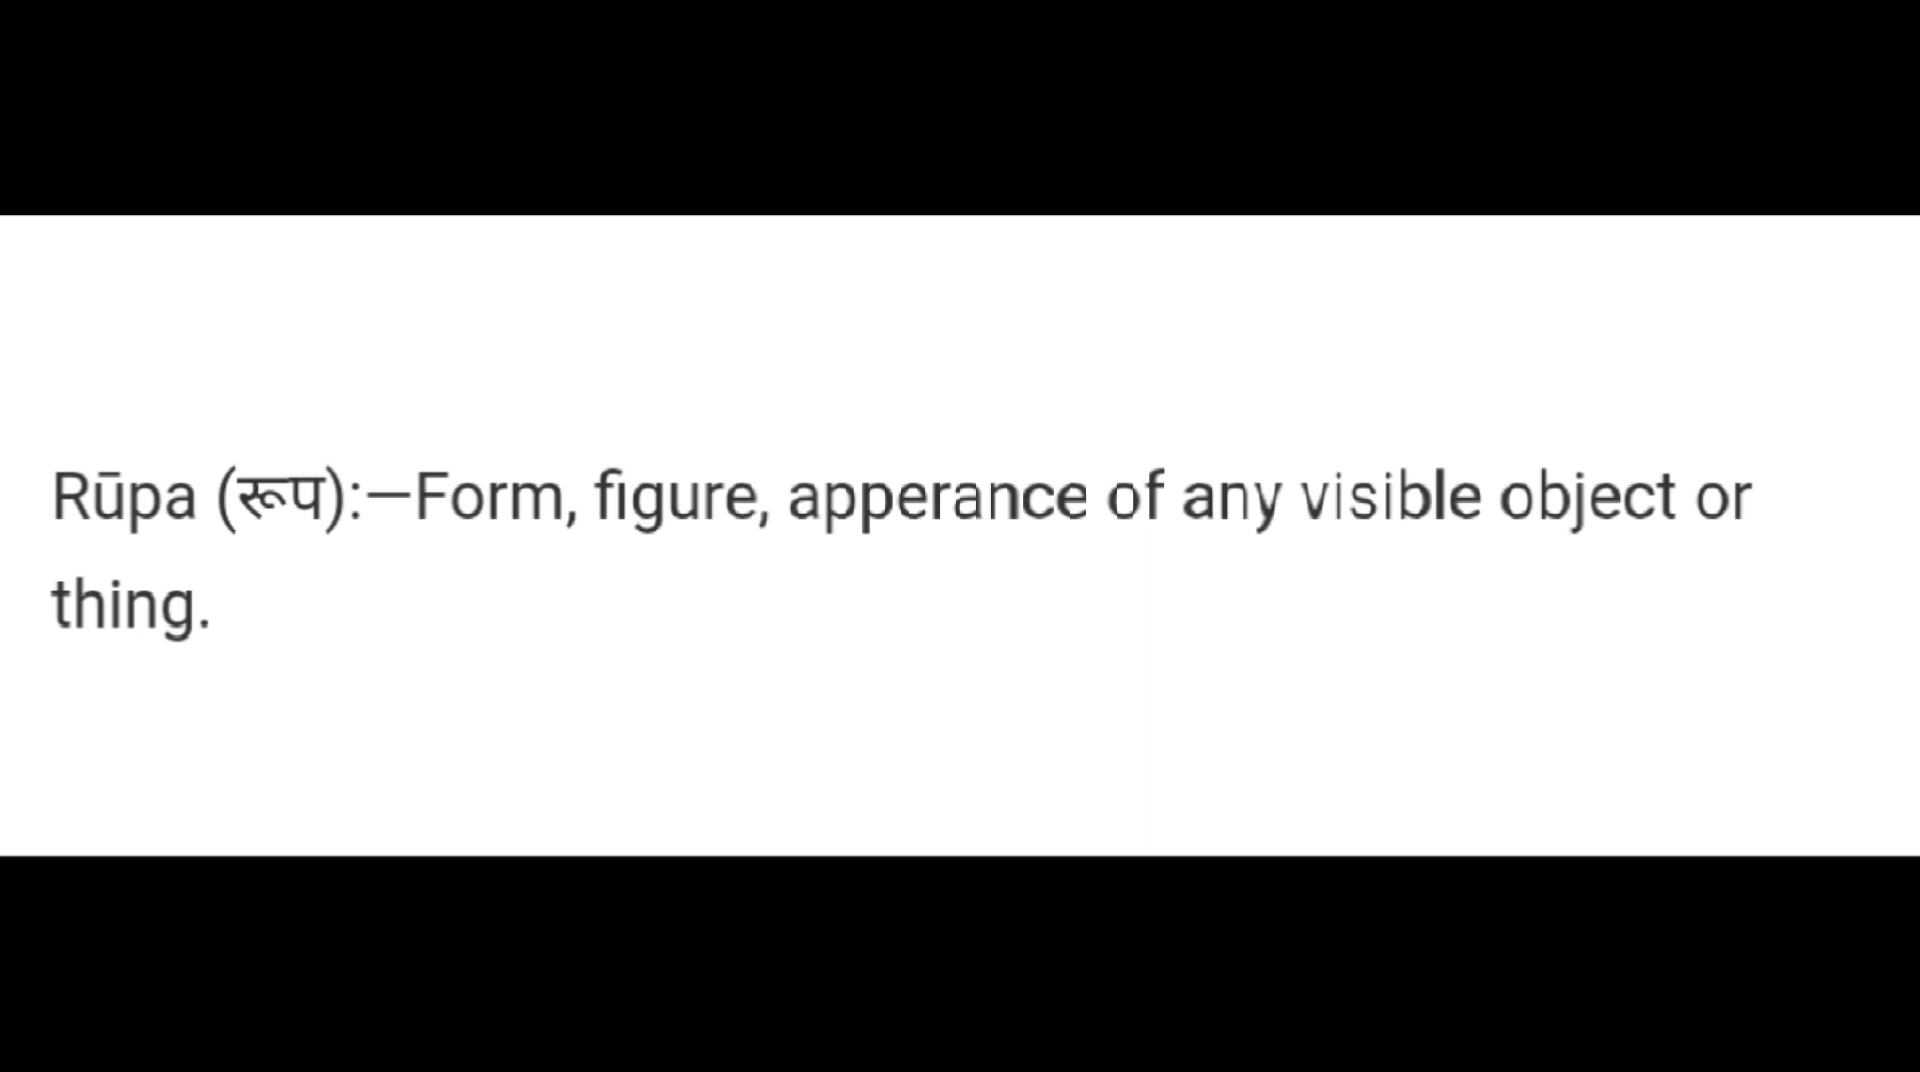 Rūpa (रूप):—Form, figure, apperance of any visible object or
thing.